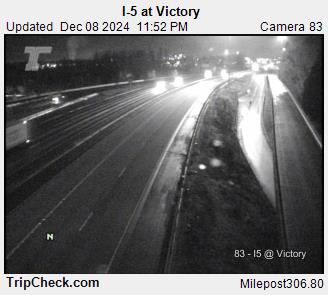 I-5 at Victory
Updated Dec 08 2024 11:52 PM Camera 83
T
N
83 - I5 @ Victory
TripCheck.com Milepost306.80